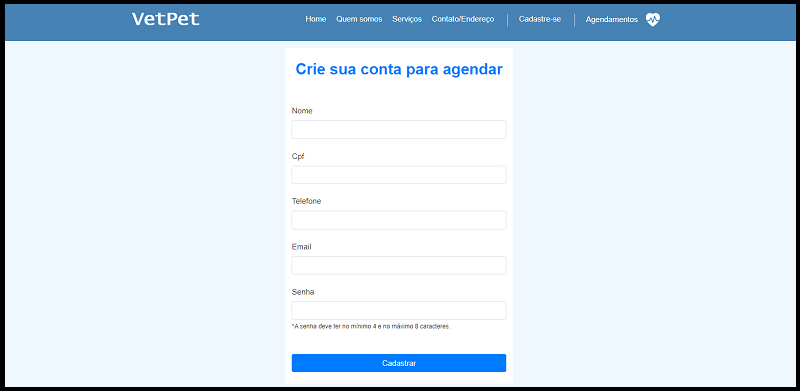 VetPet
Home Quem somos Serviços Contato/Endereço Cadastre-se Agendamentos
Crie sua conta para agendar
Nome
Cpf
Telefone
Email
Senha
*A senha deve ter no mínimo 4 e no máximo 8 caracteres.
Cadastrar